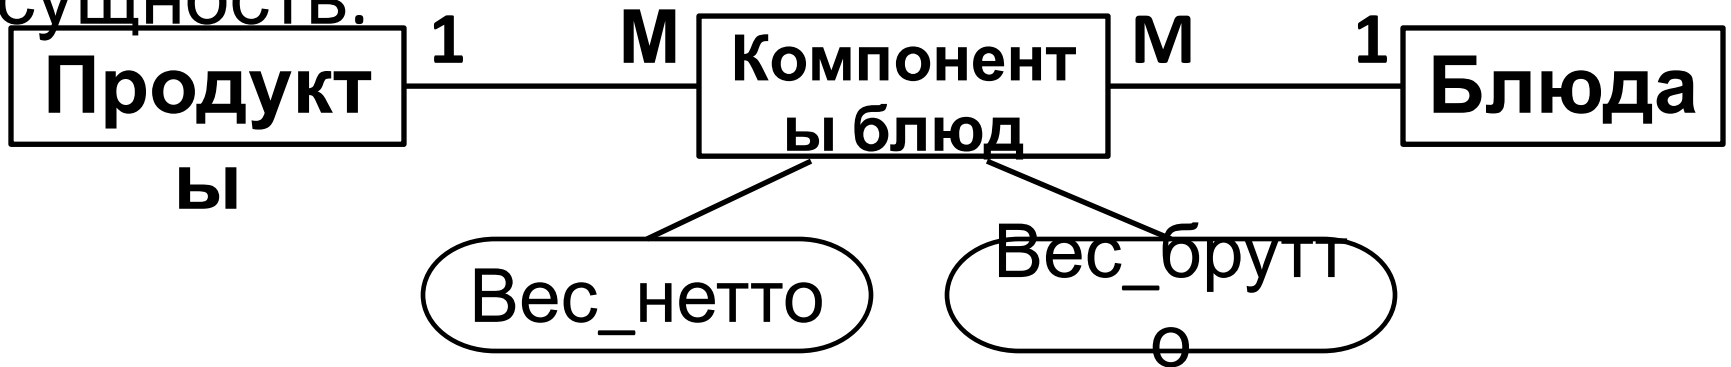 сущность.
Продукт
ы
1
М
Компонент
ы блюд
М
1
Блюда
Вес_нетто
Вес_брутт
о